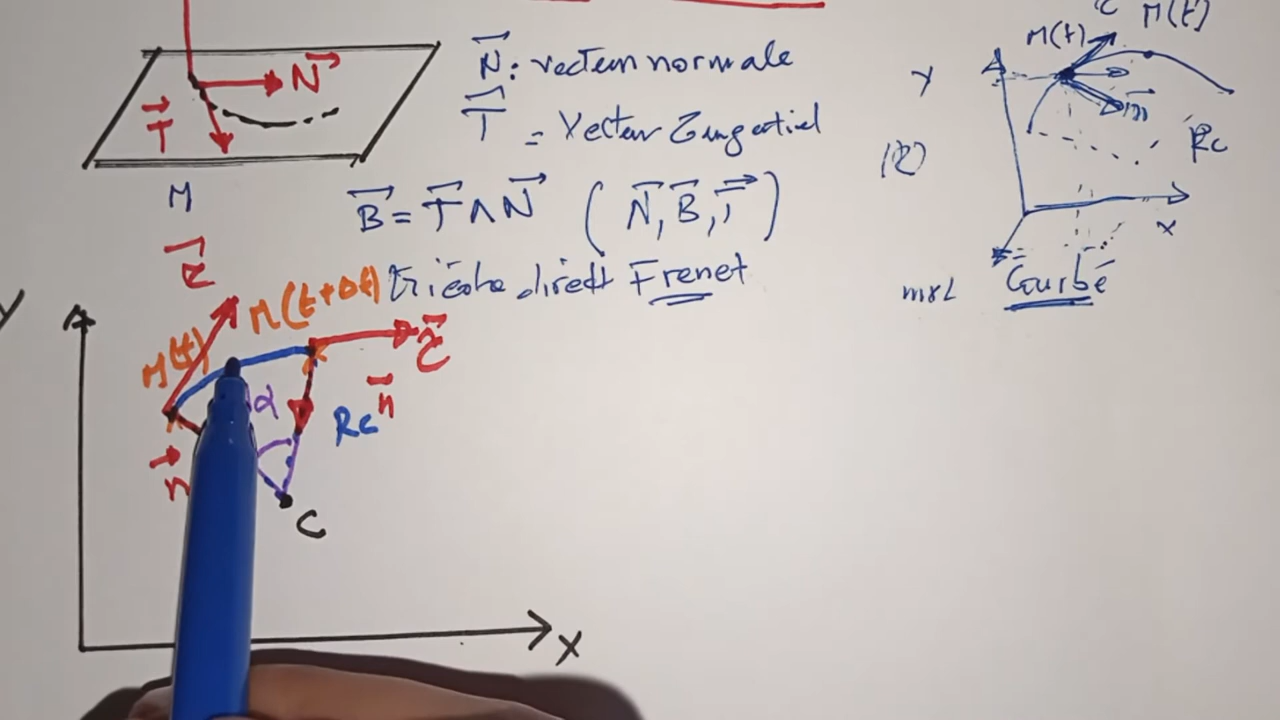 N
N : vecteur normale
T
T = Vecteur Tangentiel
M
B = T ∧ N ( N, B, T )
trièdre direct Frenet
τ
M(t)
M(t+Δt)
τ
α
Rc
n
n
C
y
X
M(t)
M(t)
τ
y
n
Rc
(R)
X
Courbe